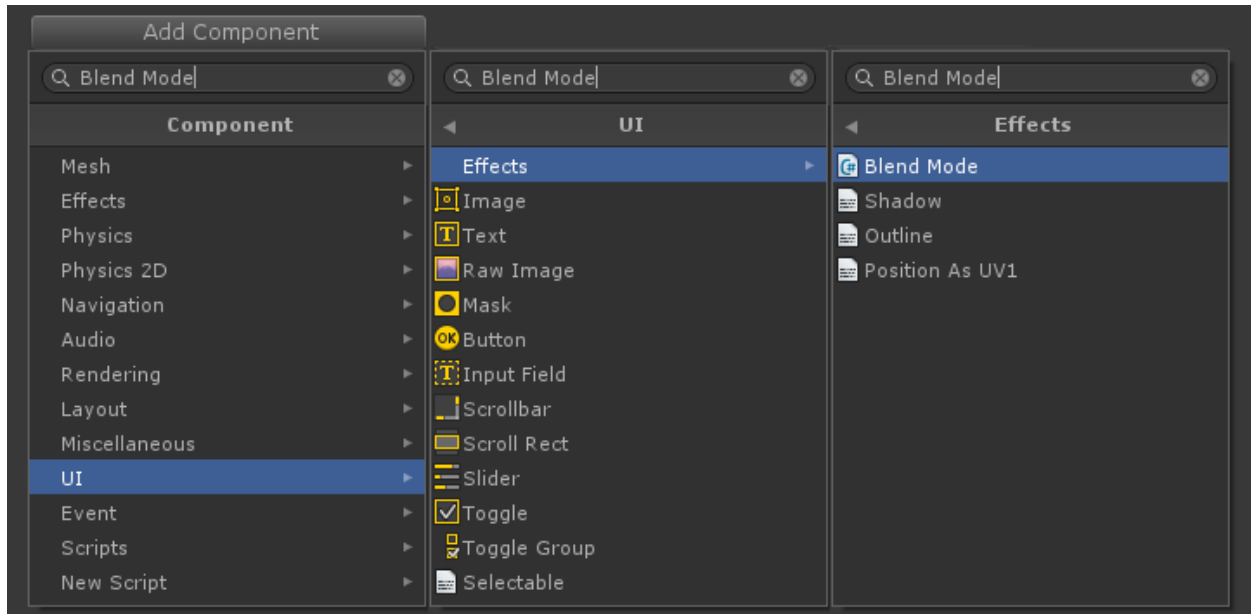 Add Component
Blend Mode
Component
Mesh
Effects
Physics
Physics 2D
Navigation
Audio
Rendering
Layout
Miscellaneous
UI
Event
Scripts
New Script
Blend Mode
UI
Effects
Image
T Text
Raw Image
Mask
OK Button
T Input Field
Scrollbar
Scroll Rect
Slider
Toggle
Toggle Group
Selectable
Blend Mode
Effects
C# Blend Mode
Shadow
Outline
Position As UV1